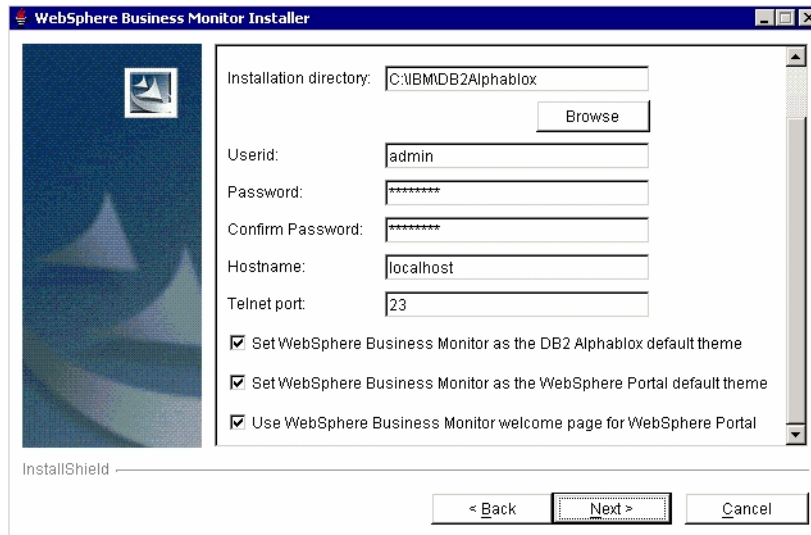 WebSphere Business Monitor Installer
Installation directory: C:\IBM\DB2Alphablox
Browse
Userid: admin
Password: ********
Confirm Password: ********
Hostname: localhost
Telnet port: 23
Set WebSphere Business Monitor as the DB2 Alphablox default theme
Set WebSphere Business Monitor as the WebSphere Portal default theme
Use WebSphere Business Monitor welcome page for WebSphere Portal
InstallShield
< Back Next > Cancel